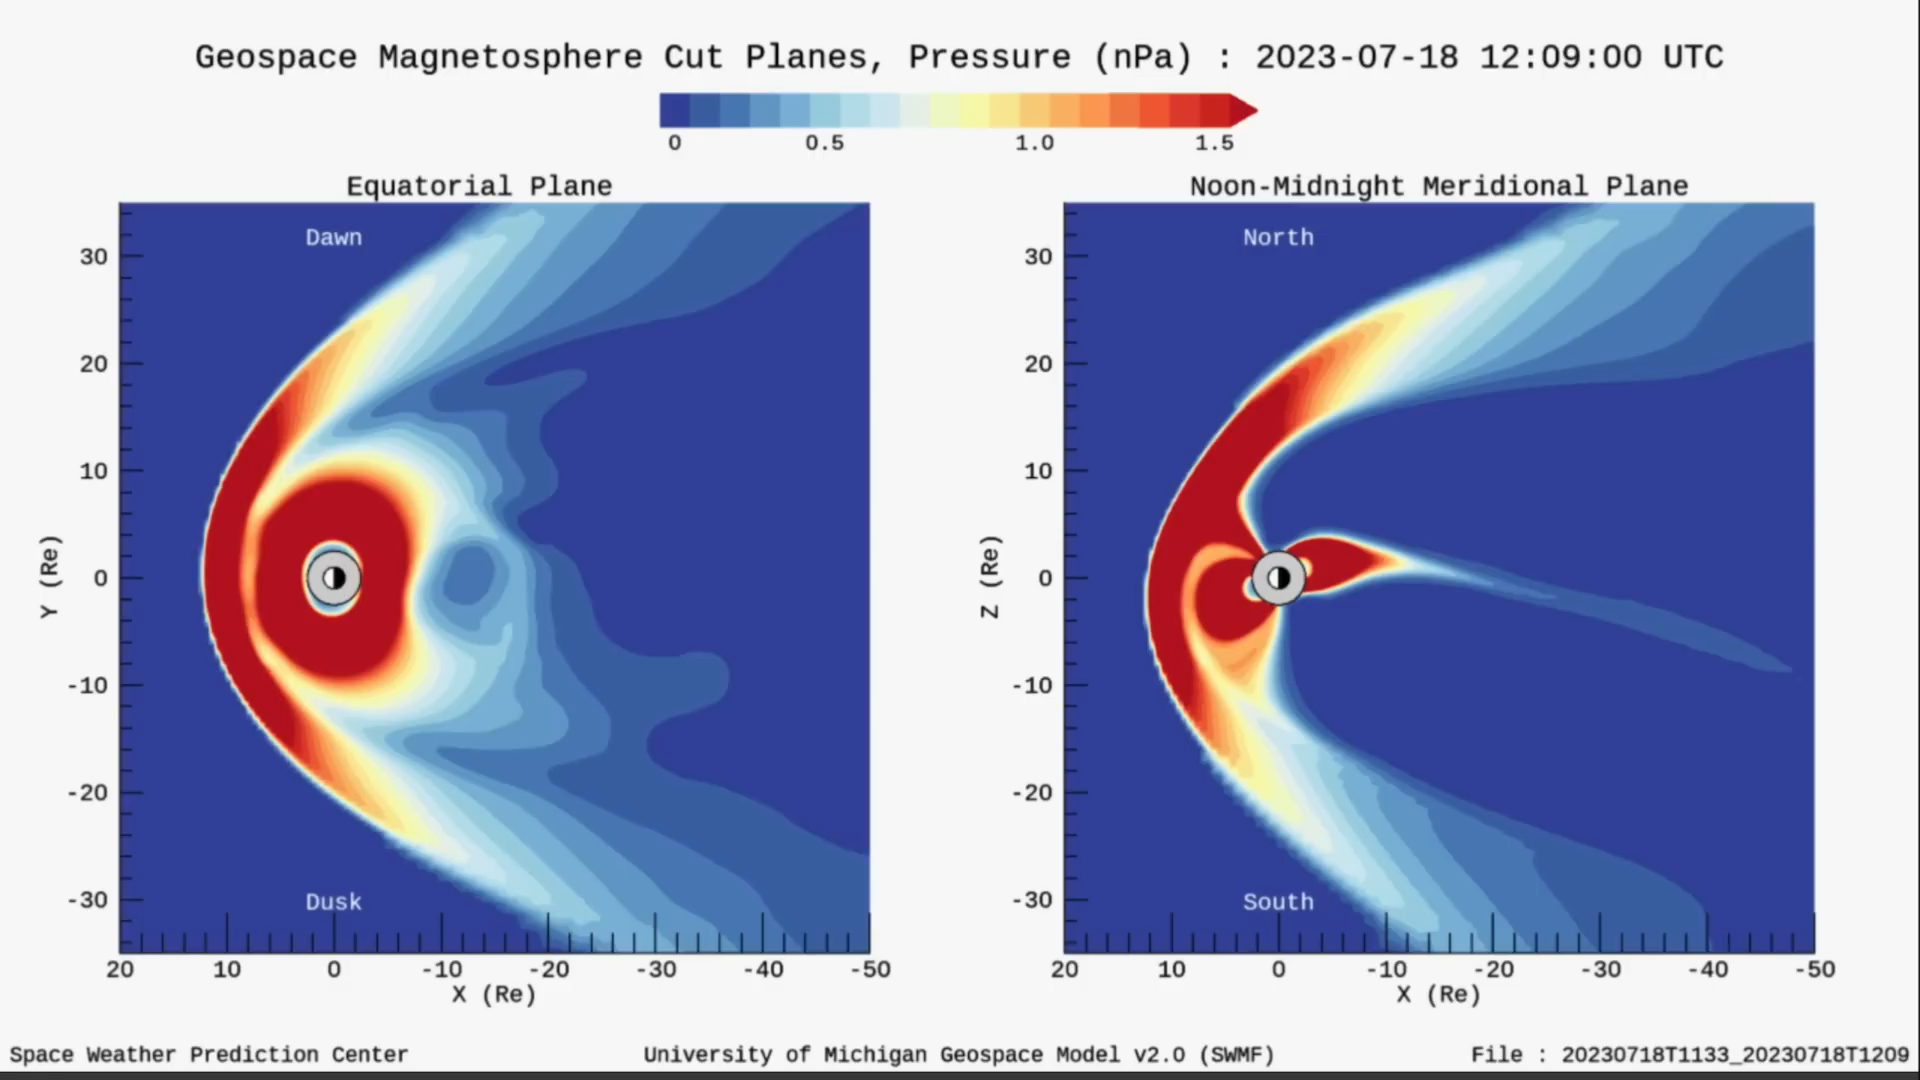 Geospace Magnetosphere Cut Planes, Pressure (nPa) : 2023-07-18 12:09:00 UTC
0 0.5 1.0 1.5
Equatorial Plane
Dawn
30
20
10
0
-10
-20
-30
Y (Re)
Dusk
20 10 0 -10 -20 -30 -40 -50
X (Re)
Noon-Midnight Meridional Plane
North
30
20
10
0
-10
-20
-30
Z (Re)
South
20 10 0 -10 -20 -30 -40 -50
X (Re)
Space Weather Prediction Center
University of Michigan Geospace Model v2.0 (SWMF)
File : 20230718T1133_20230718T1209